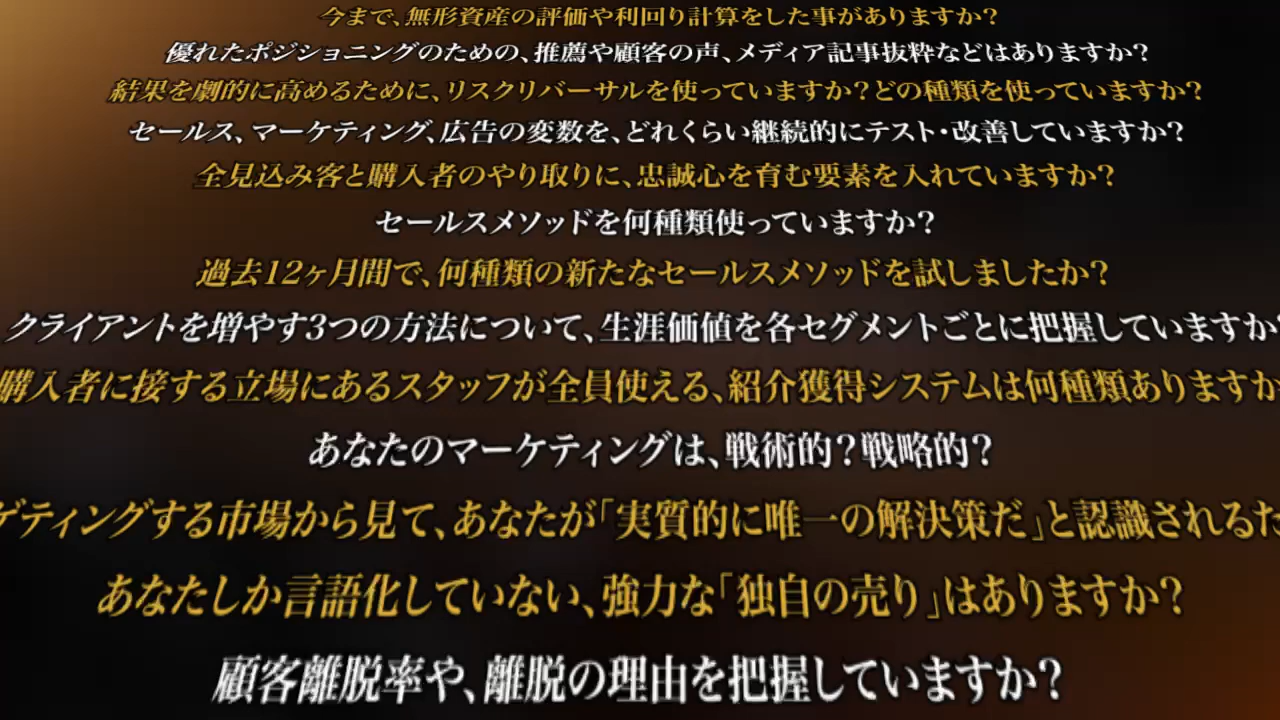 今まで、無形資産の評価や利回り計算をした事がありますか？
優れたポジショニングのための、推薦や顧客の声、メディア記事抜粋などはありますか？
結果を劇的に高めるために、リスクリバーサルを使っていますか？どの種類を使っていますか？
セールス、マーケティング、広告の変数を、どれくらい継続的にテスト・改善していますか？
全見込み客と購入者のやり取りに、忠誠心を育む要素を入れていますか？
セールスメソッドを何種類使っていますか？
過去12ヶ月間で、何種類の新たなセールスメソッドを試しましたか？
クライアントを増やす3つの方法について、生涯価値を各セグメントごとに把握していますか？
購入者に接する立場にあるスタッフが全員使える、紹介獲得システムは何種類ありますか
あなたのマーケティングは、戦術的？戦略的？
ゲティングする市場から見て、あなたが「実質的に唯一の解決策だ」と認識されるた
あなたしか言語化していない、強力な「独自の売り」はありますか？
顧客離脱率や、離脱の理由を把握していますか？